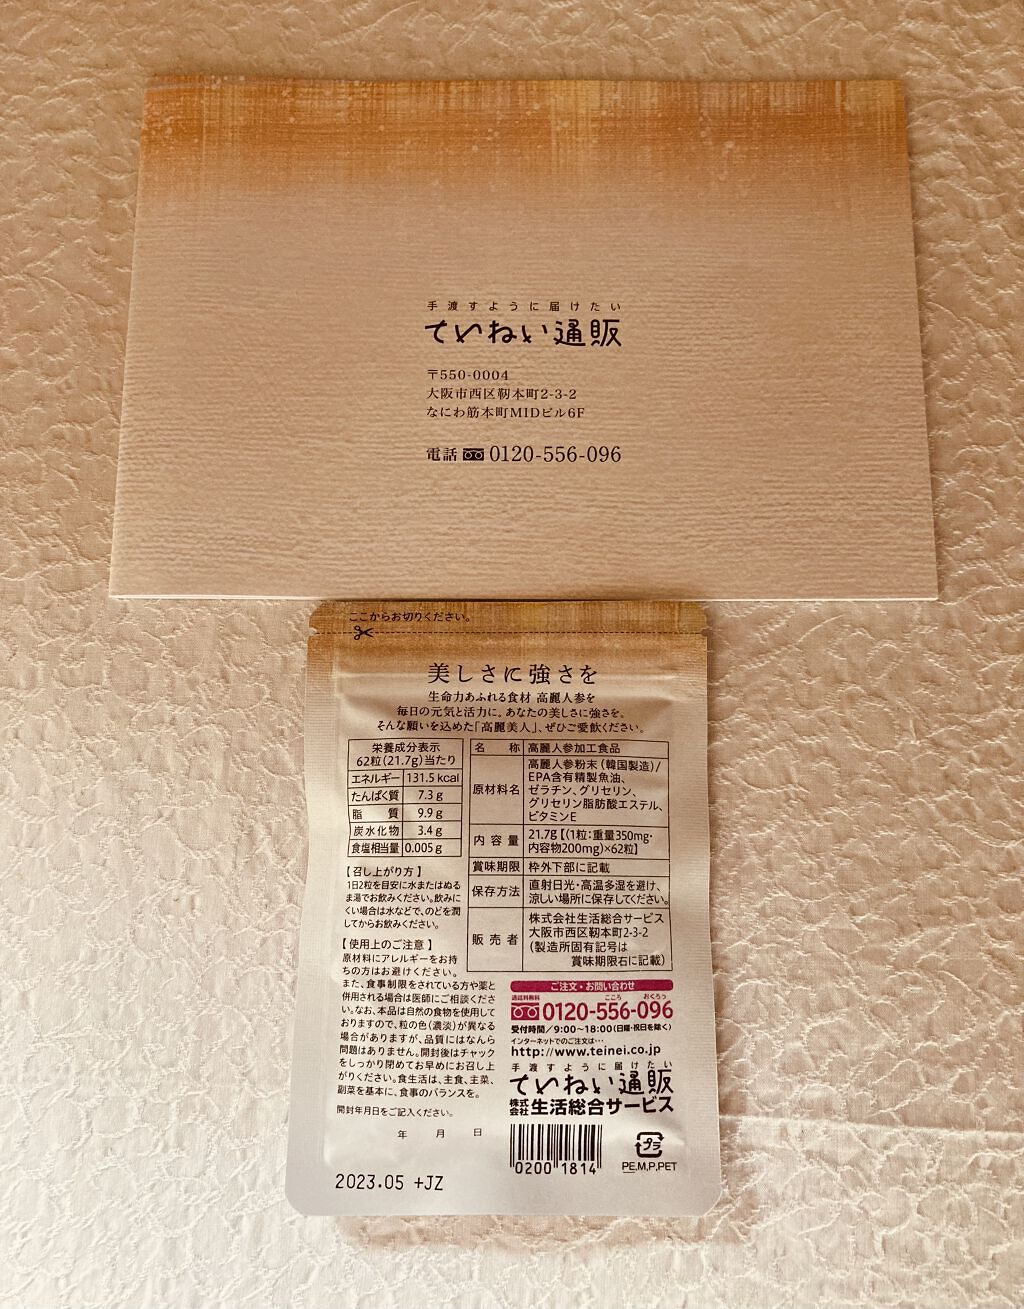 手渡すように届けたい
ていねい通販
〒550-0004
大阪市西区靭本町2-3-2
なにわ筋本町MIDビル6F
電話 0120-556-096
ここからお切りください。
美しさに強さを
生命力あふれる食材 高麗人参を
毎日の元気と活力に。あなたの美しさに強さを。
そんな願いを込めた「高麗美人」、ぜひご愛飲ください。
栄養成分表示
62粒(21.7g)当たり
エネルギー 131.5kcal
たんぱく質 7.3g
脂質 9.9g
炭水化物 3.4g
食塩相当量 0.005g
【召し上がり方】
1日2粒を目安に水またはぬる
ま湯でお飲みください。飲みに
くい場合は水などで、のどを潤
してからお飲みください。
【使用上のご注意】
原材料にアレルギーをお持
ちの方はお避けください。
また、食事制限をされている方や薬と
併用される場合は医師にご相談くださ
い。なお、本品は自然の食物を使用して
おりますので、粒の色(濃淡)が異なる
場合がありますが、品質にはなんら
問題はありません。開封後はチャック
をしっかり閉めてお早めにお召し上
がりください。食生活は、主食、主菜、
副菜を基本に、食事のバランスを。
開封年月日をご記入ください。
年 月 日
2023.05 +JZ
名称 高麗人参加工食品
原材料名 高麗人参粉末(韓国製造)/
EPA含有精製魚油、
ゼラチン、グリセリン、
グリセリン脂肪酸エステル、
ビタミンE
内容量 21.7g【(1粒:重量350mg・
内容物200mg)×62粒】
賞味期限 枠外下部に記載
保存方法 直射日光・高温多湿を避け、
涼しい場所に保存してください。
販売者 株式会社生活総合サービス
大阪市西区靭本町2-3-2
(製造所固有記号は
賞味期限右に記載)
ご注文・お問い合わせ
通話料無料 こころ おくろう
0120-556-096
受付時間/9:00〜18:00(日曜・祝日を除く)
インターネットでのご注文は…
http://www.teinei.co.jp
手渡すように届けたい
ていねい通販
株式会社生活総合サービス
0200 1814
プラ
PE,M,P,PET